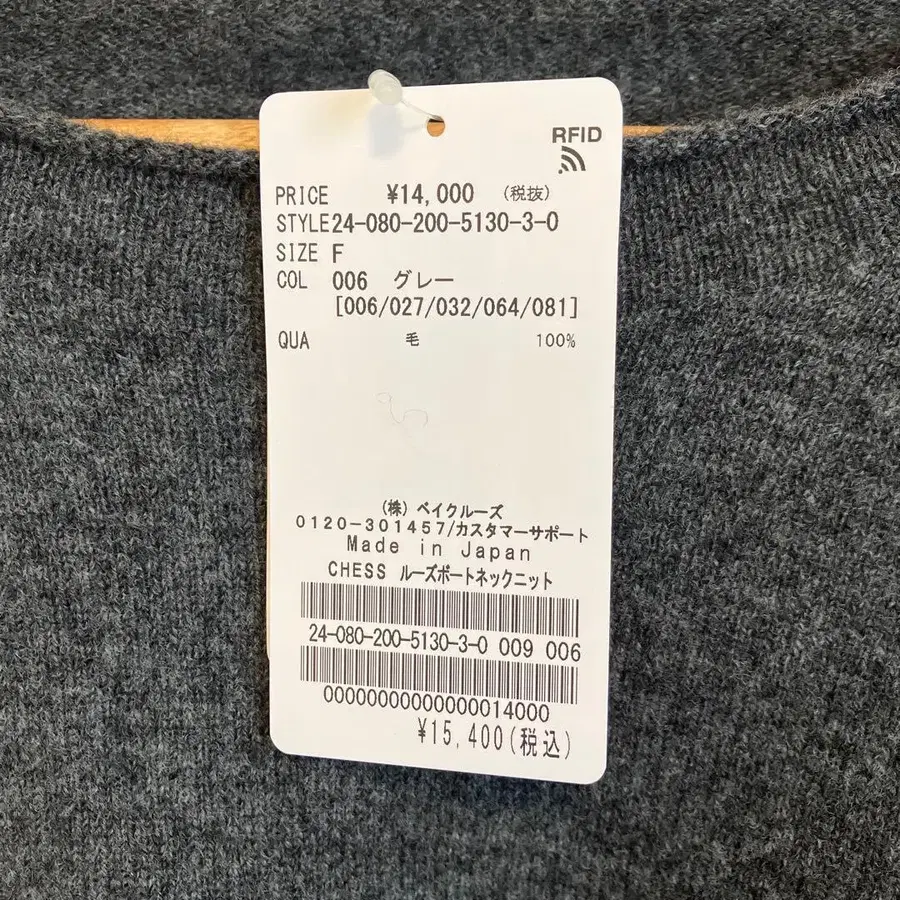 RFID
PRICE ¥14,000 (税抜)
STYLE 24-080-200-5130-3-0
SIZE F
COL 006 グレー
[006/027/032/064/081]
QUA 毛 100%
(株) ベイクルーズ
0120-301457/カスタマーサポート
Made in Japan
CHESS ルーズボートネックニット
24-080-200-5130-3-0 009 006
00000000000000014000
¥15,400(税込)